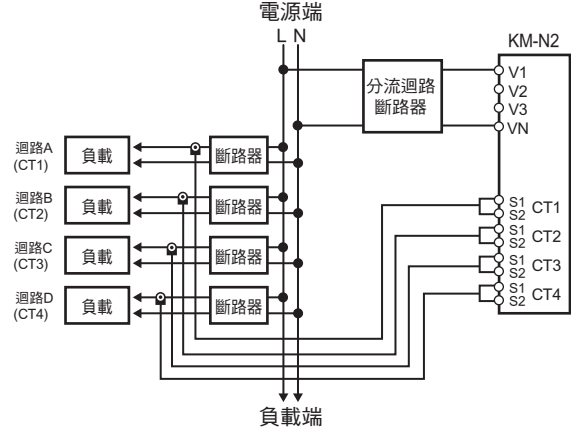 電源端
L N
KM-N2
分流迴路
斷路器
V1
V2
V3
VN
迴路A
(CT1)
負載
斷路器
迴路B
(CT2)
負載
斷路器
迴路C
(CT3)
負載
斷路器
迴路D
(CT4)
負載
斷路器
S1
S2
CT1
S1
S2
CT2
S1
S2
CT3
S1
S2
CT4
負載端